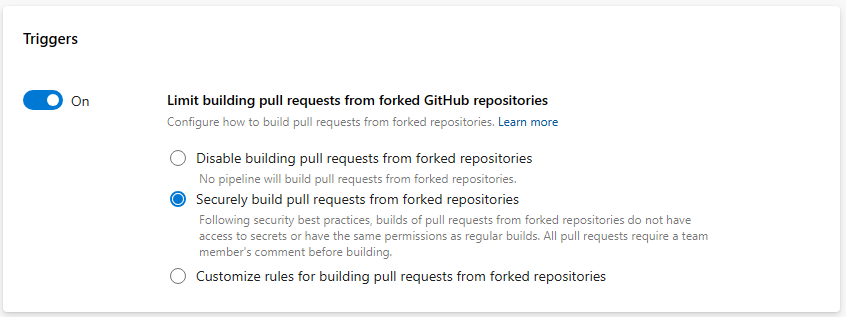 Triggers
On
Limit building pull requests from forked GitHub repositories
Configure how to build pull requests from forked repositories. Learn more
Disable building pull requests from forked repositories
No pipeline will build pull requests from forked repositories.
Securely build pull requests from forked repositories
Following security best practices, builds of pull requests from forked repositories do not have
access to secrets or have the same permissions as regular builds. All pull requests require a team
member's comment before building.
Customize rules for building pull requests from forked repositories